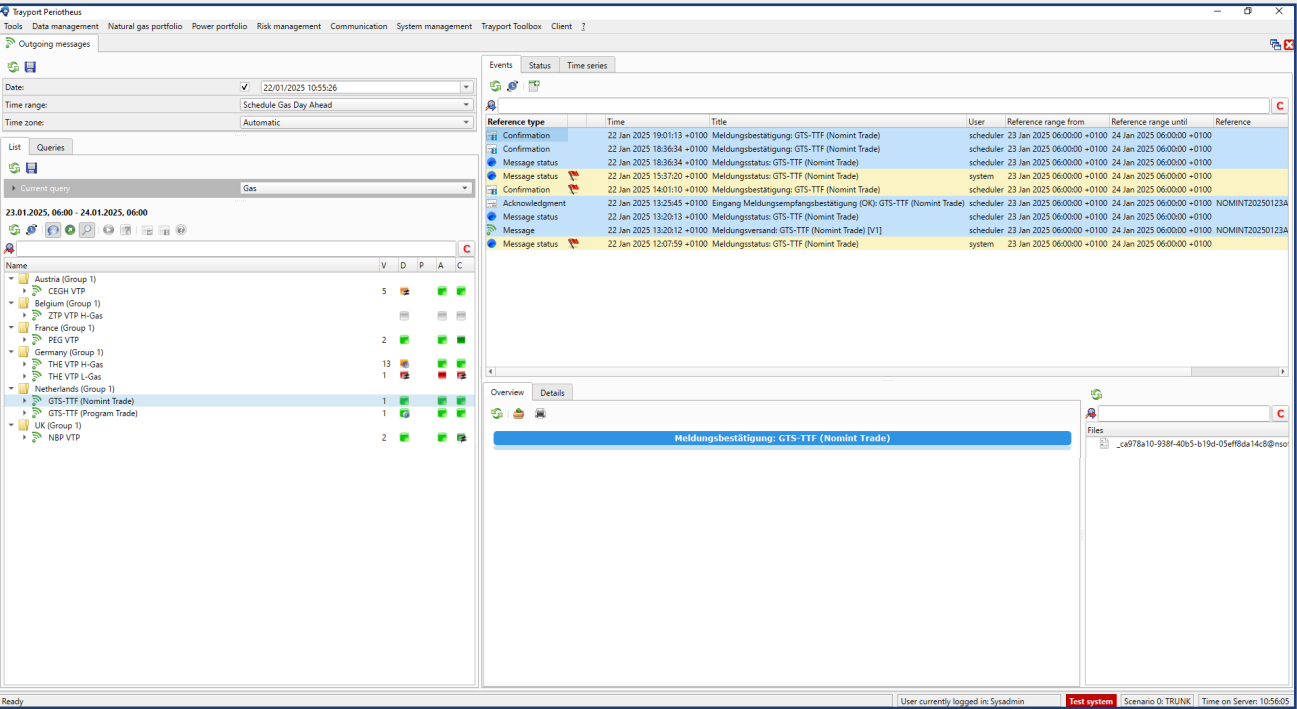 Trayport Periotheus
Tools Data management Natural gas portfolio Power portfolio Risk management Communication System management Trayport Toolbox Client ?
Outgoing messages
Date: 22/01/2025 10:55:26
Time range: Schedule Gas Day Ahead
Time zone: Automatic
List Queries
Current query Gas
23.01.2025, 06:00 - 24.01.2025, 06:00
C
Name V D P A C
Austria (Group 1)
CEGH VTP 5
Belgium (Group 1)
ZTP VTP H-Gas
France (Group 1)
PEG VTP 2
Germany (Group 1)
THE VTP H-Gas 13
THE VTP L-Gas 1
Netherlands (Group 1)
GTS-TTF (Nomint Trade) 1
GTS-TTF (Program Trade) 1
UK (Group 1)
NBP VTP 2
Events Status Time series
C
Reference type Time Title User Reference range from Reference range until Reference
Confirmation 22 Jan 2025 19:01:13 +0100 Meldungsbestätigung: GTS-TTF (Nomint Trade) scheduler 23 Jan 2025 06:00:00 +0100 24 Jan 2025 06:00:00 +0100
Confirmation 22 Jan 2025 18:36:34 +0100 Meldungsbestätigung: GTS-TTF (Nomint Trade) scheduler 23 Jan 2025 06:00:00 +0100 24 Jan 2025 06:00:00 +0100
Message status 22 Jan 2025 18:36:34 +0100 Meldungsstatus: GTS-TTF (Nomint Trade) scheduler 23 Jan 2025 06:00:00 +0100 24 Jan 2025 06:00:00 +0100
Message status 22 Jan 2025 15:37:20 +0100 Meldungsstatus: GTS-TTF (Nomint Trade) system 23 Jan 2025 06:00:00 +0100 24 Jan 2025 06:00:00 +0100
Confirmation 22 Jan 2025 14:01:10 +0100 Meldungsbestätigung: GTS-TTF (Nomint Trade) scheduler 23 Jan 2025 06:00:00 +0100 24 Jan 2025 06:00:00 +0100
Acknowledgment 22 Jan 2025 13:25:45 +0100 Eingang Meldungsempfangsbestätigung (OK): GTS-TTF (Nomint Trade) scheduler 23 Jan 2025 06:00:00 +0100 24 Jan 2025 06:00:00 +0100 NOMINT20250123A
Message status 22 Jan 2025 13:20:13 +0100 Meldungsstatus: GTS-TTF (Nomint Trade) scheduler 23 Jan 2025 06:00:00 +0100 24 Jan 2025 06:00:00 +0100
Message 22 Jan 2025 13:20:12 +0100 Meldungsversand: GTS-TTF (Nomint Trade) [V1] scheduler 23 Jan 2025 06:00:00 +0100 24 Jan 2025 06:00:00 +0100 NOMINT20250123A
Message status 22 Jan 2025 12:07:59 +0100 Meldungsstatus: GTS-TTF (Nomint Trade) system 23 Jan 2025 06:00:00 +0100 24 Jan 2025 06:00:00 +0100
Overview Details
Meldungsbestätigung: GTS-TTF (Nomint Trade)
C
Files
_ca978a10-938f-40b5-b19d-05eff8da14c8@nsof
Ready User currently logged in: Sysadmin Test system Scenario 0: TRUNK Time on Server: 10:56:05